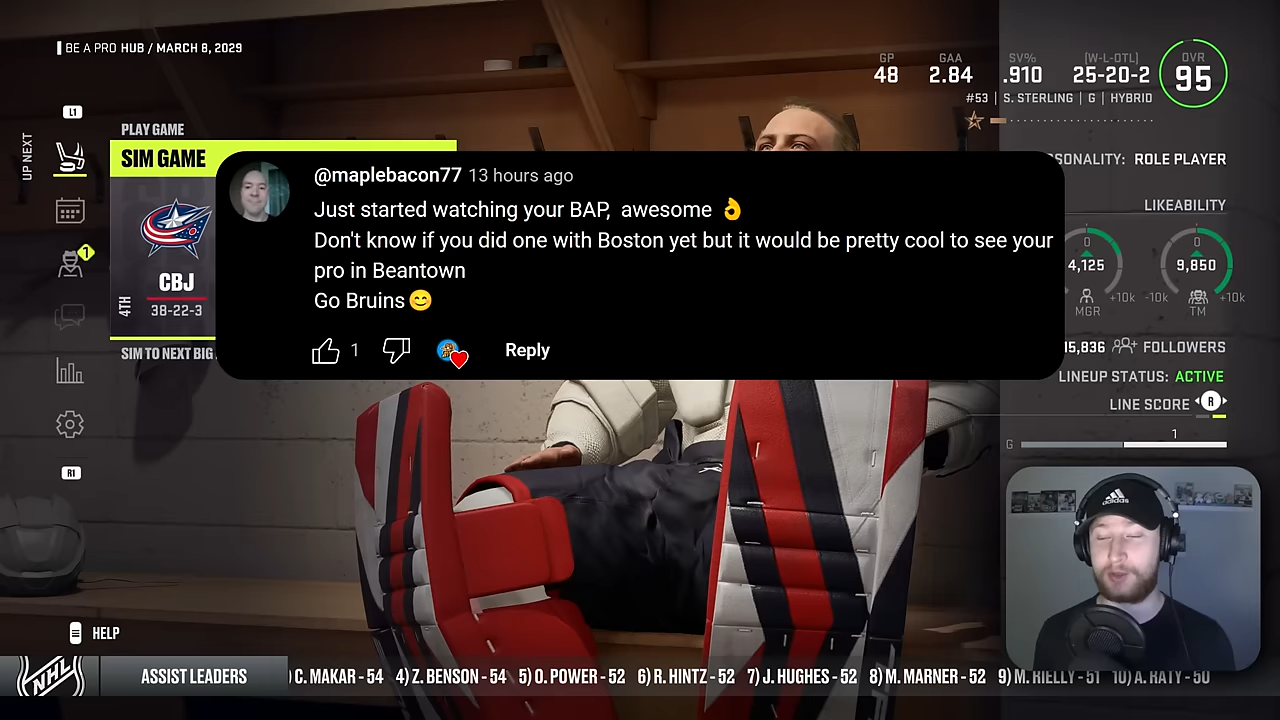 BE A PRO HUB / MARCH 8, 2029
GP
48
GAA
2.84
SV%
.910
[W-L-OTL]
25-20-2
OVR
95
#53 | S. STERLING | G | HYBRID
L1
UP NEXT
PLAY GAME
SIM GAME
1
4TH
CBJ
38-22-3
SIM TO NEXT BIG
R1
HELP
@maplebacon77 13 hours ago
Just started watching your BAP, awesome 👌
Don't know if you did one with Boston yet but it would be pretty cool to see your
pro in Beantown
Go Bruins 😊
1
Reply
ROLE PLAYER
LIKEABILITY
0
4,125
+10k
MGR
0
9,850
-10k
+10k
TM
FOLLOWERS
LINEUP STATUS: ACTIVE
LINE SCORE R
1
G
adidas
NHL
ASSIST LEADERS
C. MAKAR - 54 4) Z. BENSON - 54 5) O. POWER - 52 6) R. HINTZ - 52 7) J. HUGHES - 52 8) M. MARNER - 52 9) M. RIELLY - 51 10) A. RATY - 50